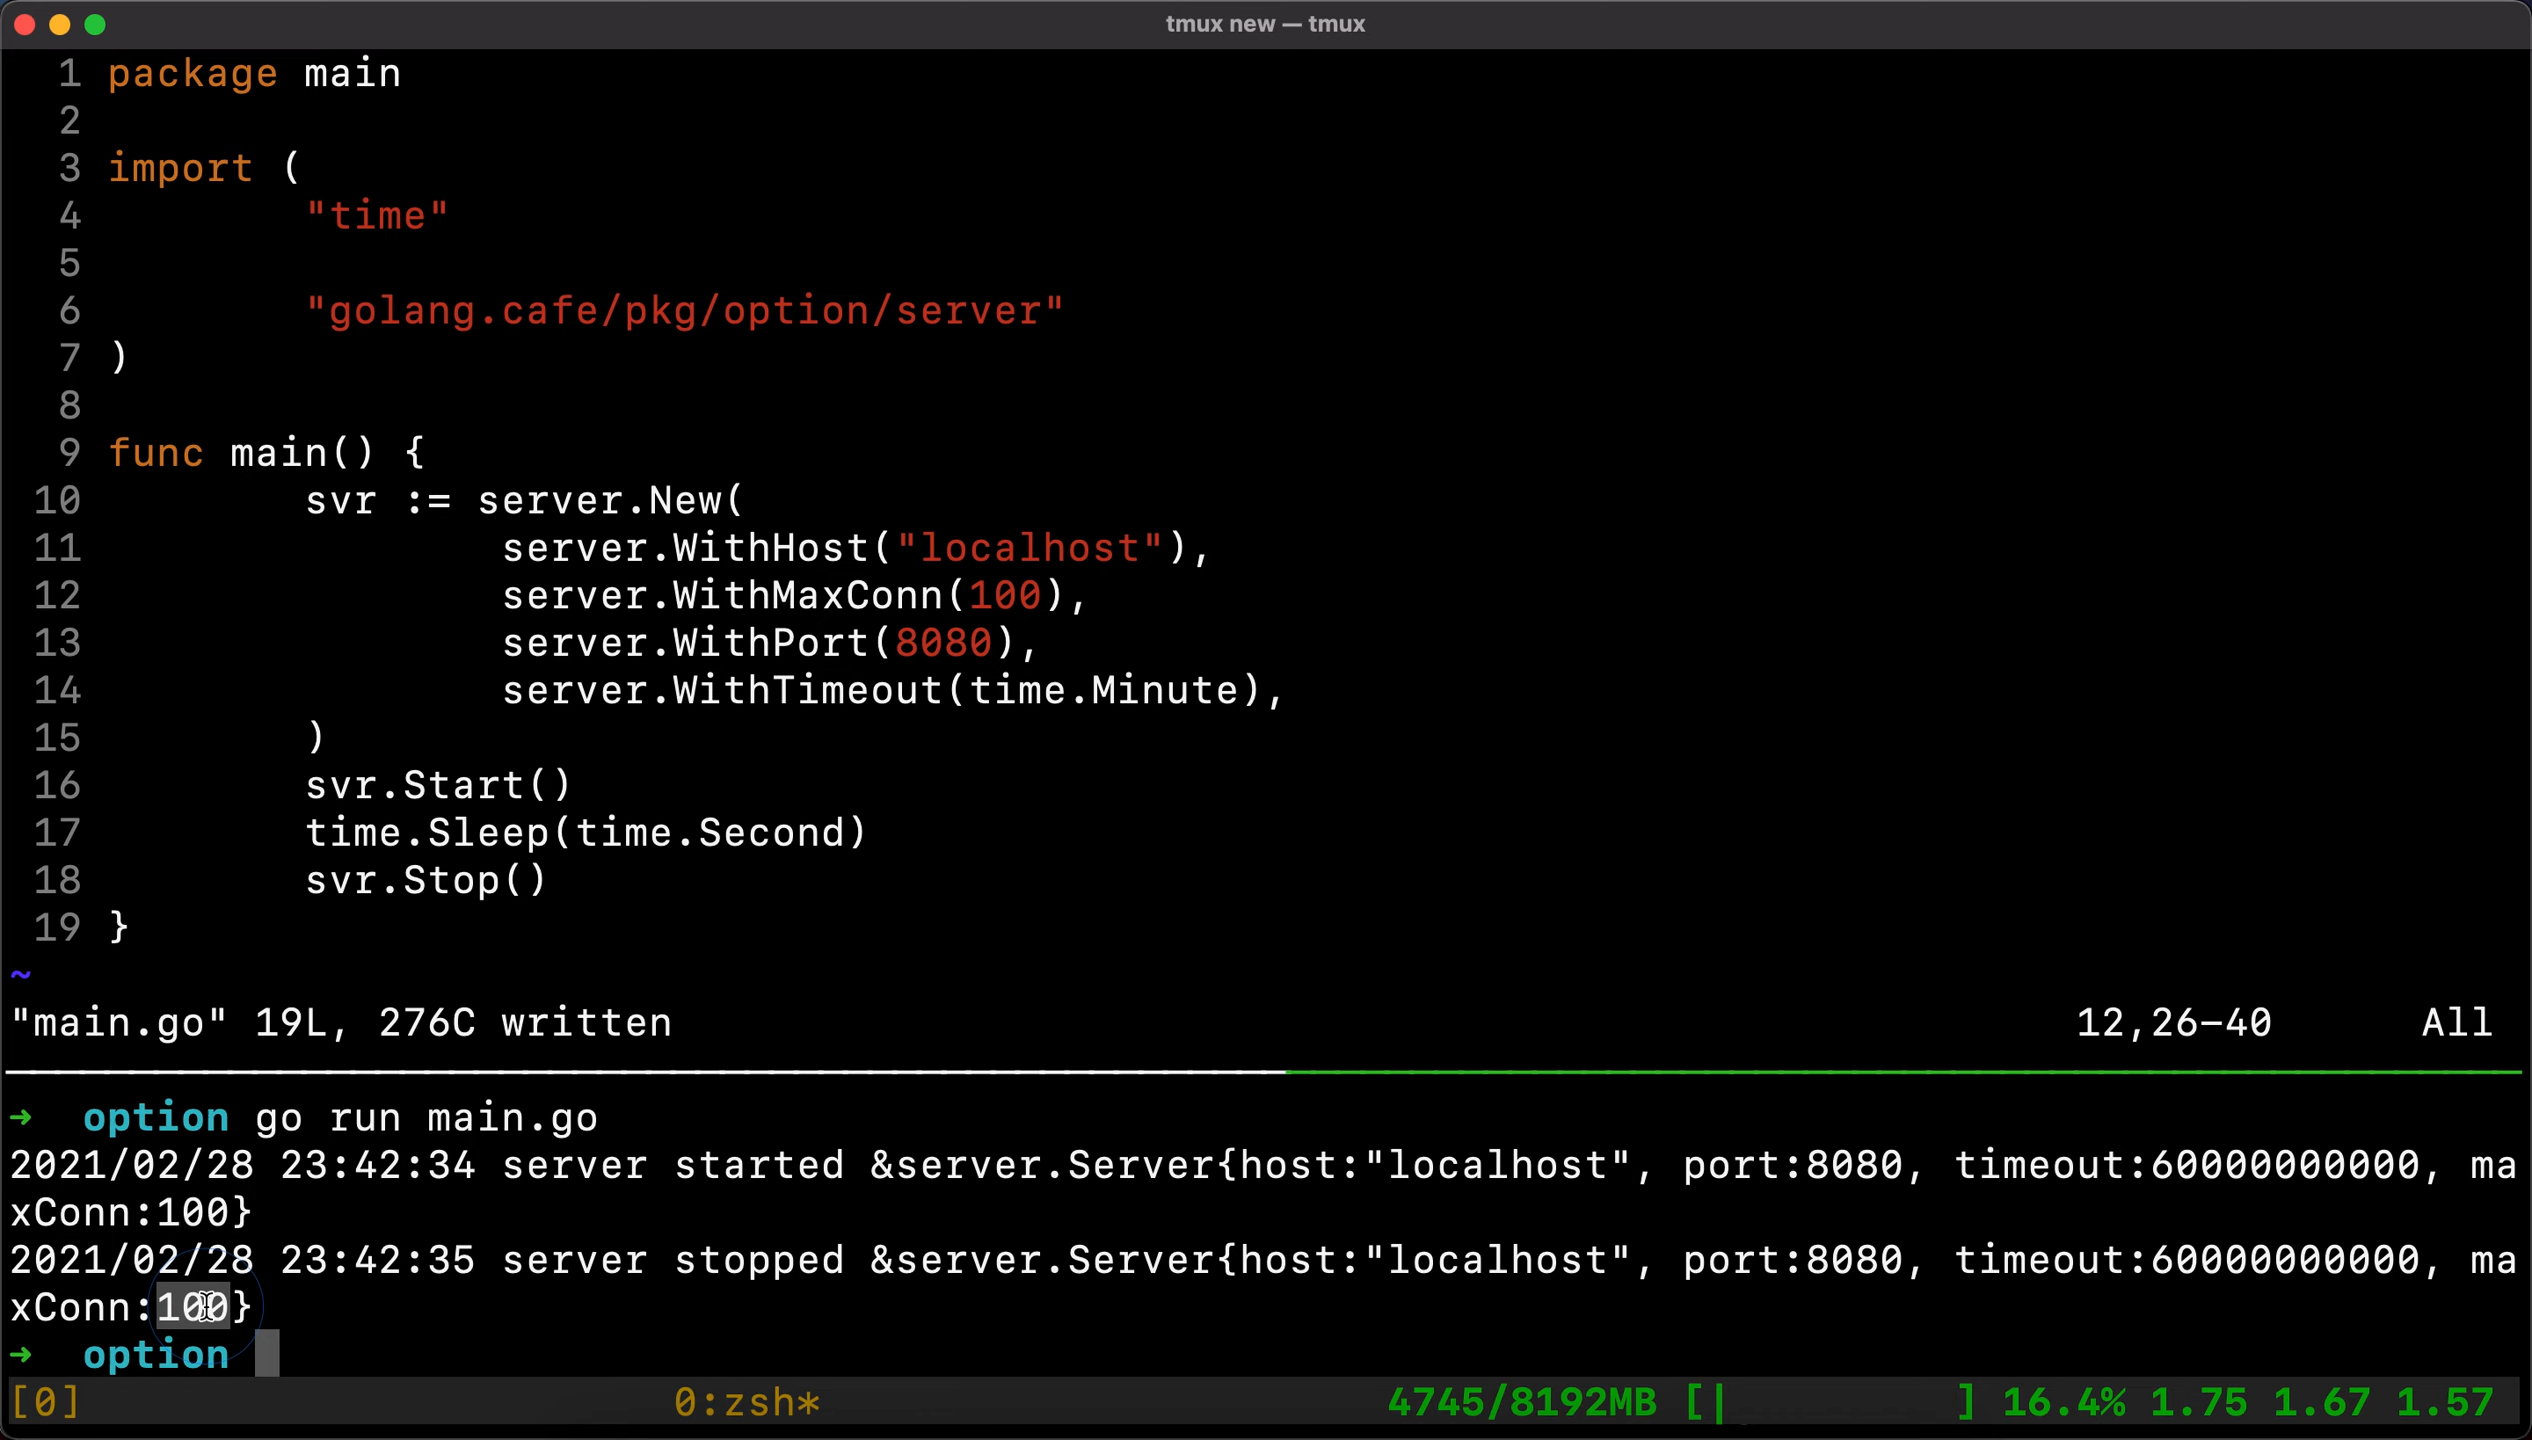 tmux new — tmux
1 package main
2
3 import (
4         "time"
5
6         "golang.cafe/pkg/option/server"
7 )
8
9 func main() {
10         svr := server.New(
11                 server.WithHost("localhost"),
12                 server.WithMaxConn(100),
13                 server.WithPort(8080),
14                 server.WithTimeout(time.Minute),
15         )
16         svr.Start()
17         time.Sleep(time.Second)
18         svr.Stop()
19 }
~
"main.go" 19L, 276C written 12,26-40 All
➜  option go run main.go
2021/02/28 23:42:34 server started &server.Server{host:"localhost", port:8080, timeout:60000000000, ma
xConn:100}
2021/02/28 23:42:35 server stopped &server.Server{host:"localhost", port:8080, timeout:60000000000, ma
xConn:100}
➜  option
[0] 0:zsh* 4745/8192MB [|         ] 16.4% 1.75 1.67 1.57